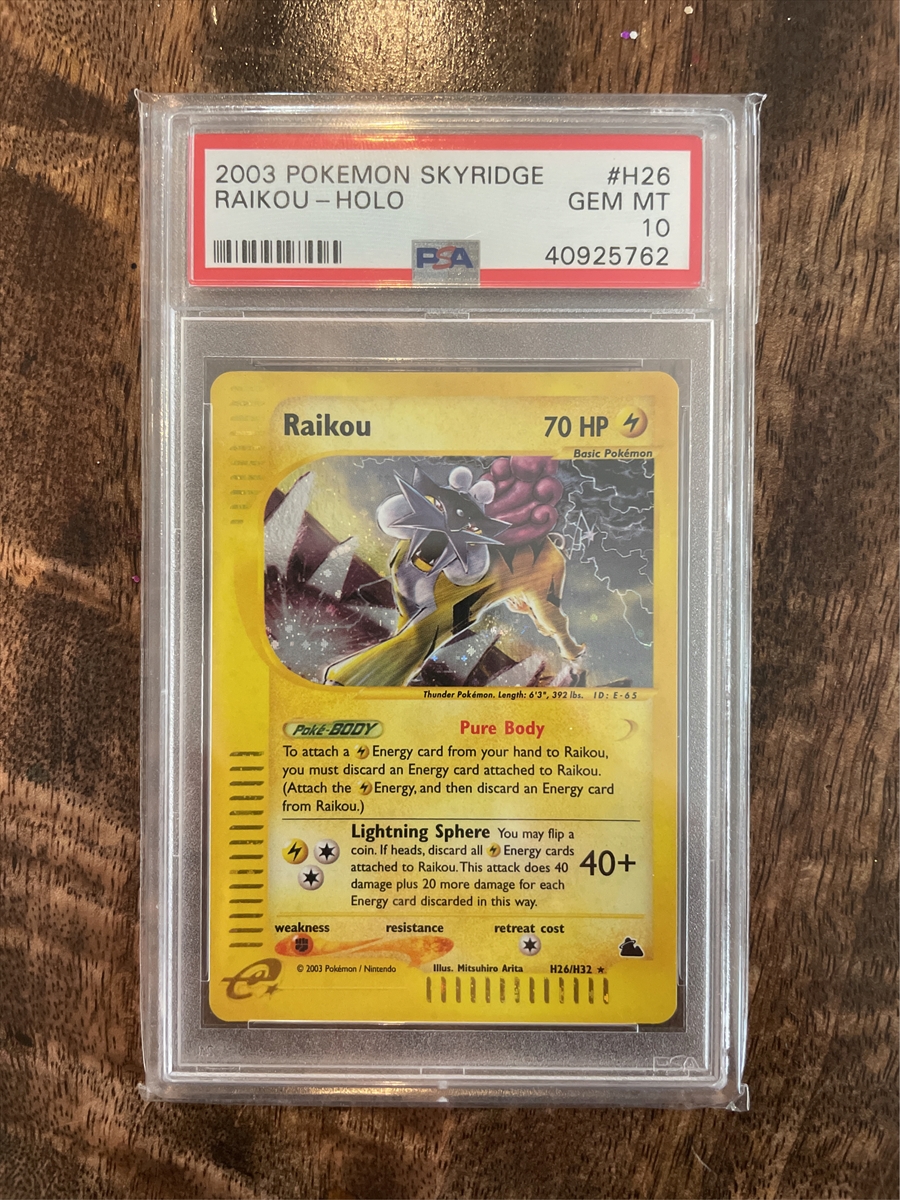 2003 POKEMON SKYRIDGE #H26
RAIKOU - HOLO GEM MT
10
PSA 40925762
Raikou 70 HP
Basic Pokémon
Thunder Pokémon. Length: 6'3", 392 lbs. ID: E-65
Poké-BODY Pure Body
To attach a Energy card from your hand to Raikou,
you must discard an Energy card attached to Raikou.
(Attach the Energy, and then discard an Energy card
from Raikou.)
Lightning Sphere You may flip a
coin. If heads, discard all Energy cards
attached to Raikou. This attack does 40
damage plus 20 more damage for each
Energy card discarded in this way.
40+
weakness resistance retreat cost
© 2003 Pokémon / Nintendo Illus. Mitsuhiro Arita H26/H32 ★
e
PSA